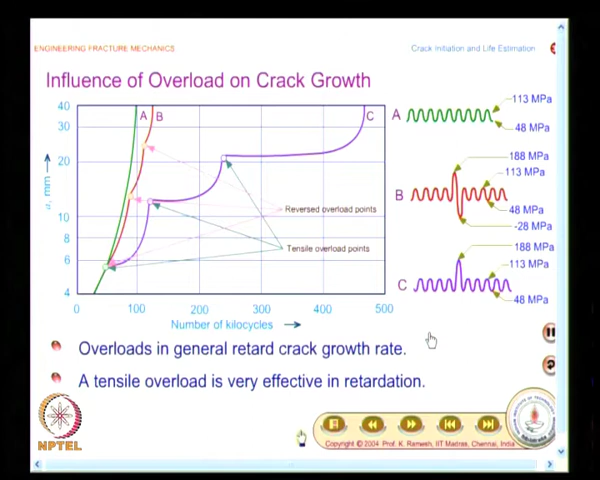 ENGINEERING FRACTURE MECHANICS
Crack Initiation and Life Estimation
Influence of Overload on Crack Growth
40
30
20
10
8
6
4
a, mm
A
B
C
Reversed overload points
Tensile overload points
0
100
200
300
400
500
Number of kilocycles
A
113 MPa
48 MPa
B
188 MPa
113 MPa
48 MPa
-28 MPa
C
188 MPa
113 MPa
48 MPa
Overloads in general retard crack growth rate.
A tensile overload is very effective in retardation.
NPTEL
Copyright © 2004 Prof. K. Ramesh, IIT Madras, Chennai, India